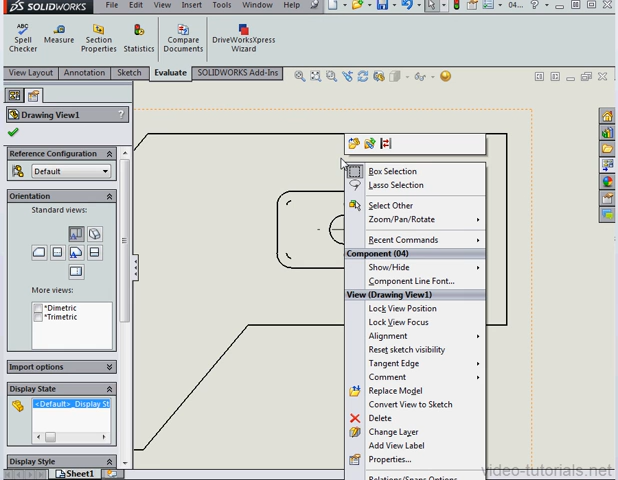 SOLIDWORKS
File Edit View Insert Tools Window Help
04...
Spell Checker
Measure
Section Properties
Statistics
Compare Documents
DriveWorksXpress Wizard
View Layout Annotation Sketch Evaluate SOLIDWORKS Add-Ins
Drawing View1 ?
Reference Configuration
Default
Orientation
Standard views:
More views:
*Dimetric
*Trimetric
Import options
Display State
<Default>_Display St
Display Style
Box Selection
Lasso Selection
Select Other
Zoom/Pan/Rotate
Recent Commands
Component (04)
Show/Hide
Component Line Font...
View (Drawing View1)
Lock View Position
Lock View Focus
Alignment
Reset sketch visibility
Tangent Edge
Comment
Replace Model
Convert View to Sketch
Delete
Change Layer
Add View Label
Properties...
Relations/Snaps Options...
Sheet1
video-tutorials.net